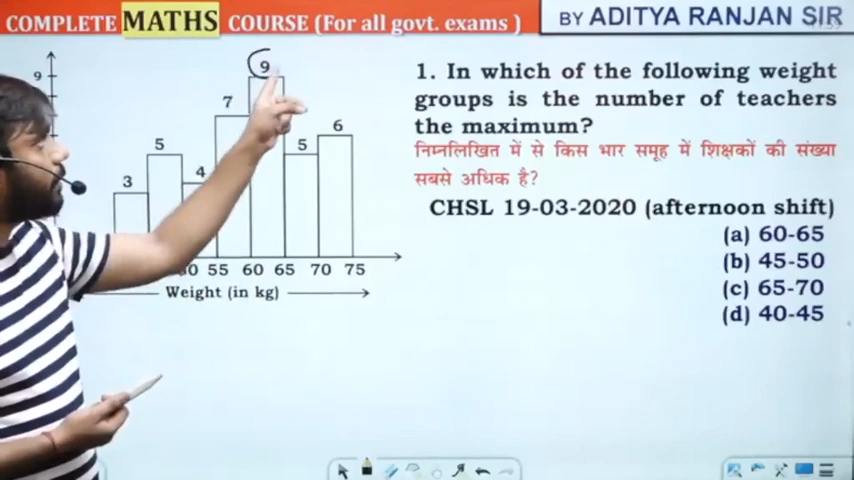 COMPLETE MATHS COURSE (For all govt. exams)
BY ADITYA RANJAN SIR
9
3
5
4
7
9
5
6
55 60 65 70 75
Weight (in kg)
1. In which of the following weight
groups is the number of teachers
the maximum?
निम्नलिखित में से किस भार समूह में शिक्षकों की संख्या
सबसे अधिक है?
CHSL 19-03-2020 (afternoon shift)
(a) 60-65
(b) 45-50
(c) 65-70
(d) 40-45